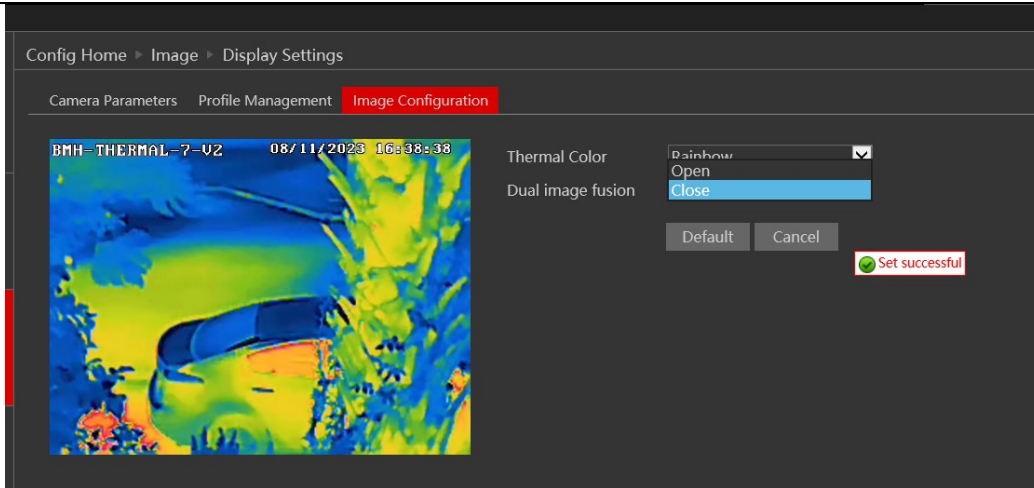 Config Home ▶ Image ▶ Display Settings
Camera Parameters Profile Management Image Configuration
BMH-THERMAL-7-V2 08/11/2023 16:38:38
Thermal Color Rainbow
Open
Dual image fusion Close
Default Cancel
Set successful